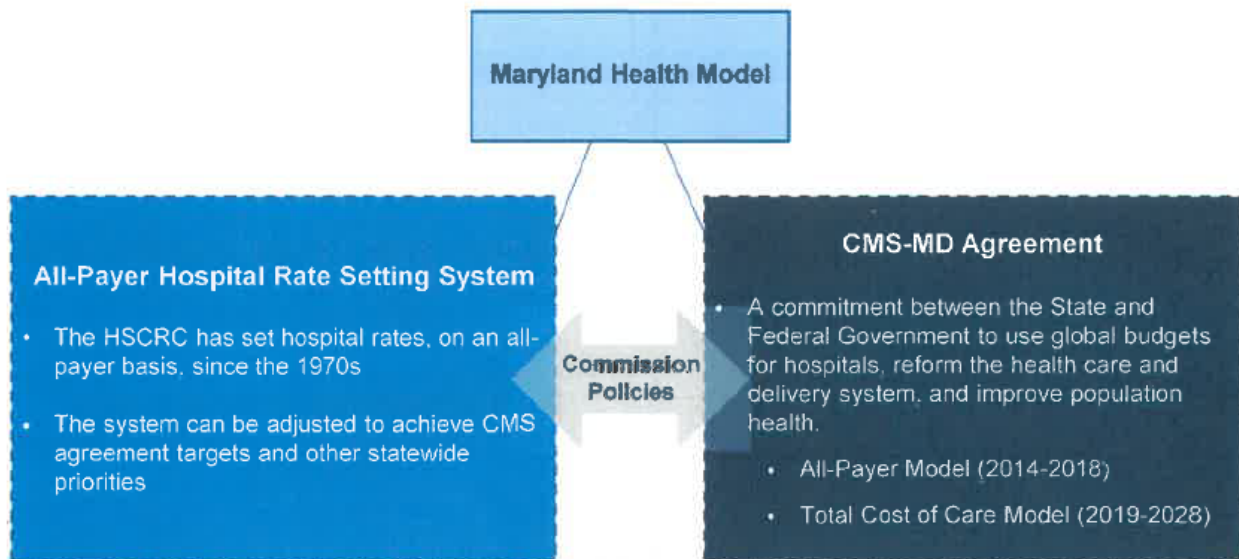 Maryland Health Model
All-Payer Hospital Rate Setting System
• The HSCRC has set hospital rates, on an all-
payer basis, since the 1970s
• The system can be adjusted to achieve CMS
agreement targets and other statewide
priorities
Commission
Policies
CMS-MD Agreement
• A commitment between the State and
Federal Government to use global budgets
for hospitals, reform the health care and
delivery system, and improve population
health.
• All-Payer Model (2014-2018)
• Total Cost of Care Model (2019-2028)